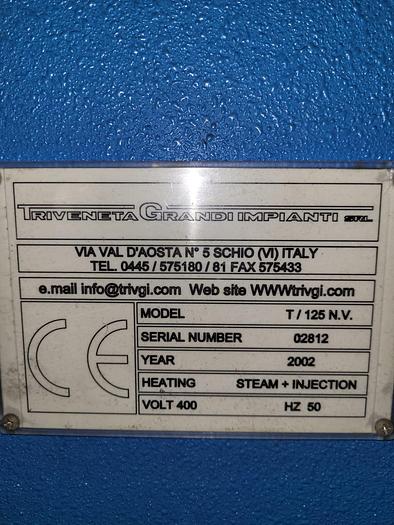 TRIVENETA GRANDI IMPIANTI SRL.
VIA VAL D'AOSTA N° 5 SCHIO (VI) ITALY
TEL. 0445 / 575180 / 81 FAX 575433
e.mail info@trivgi.com Web site WWWtrivgi.com
CE
MODEL T / 125 N.V.
SERIAL NUMBER 02812
YEAR 2002
HEATING STEAM + INJECTION
VOLT 400 HZ 50